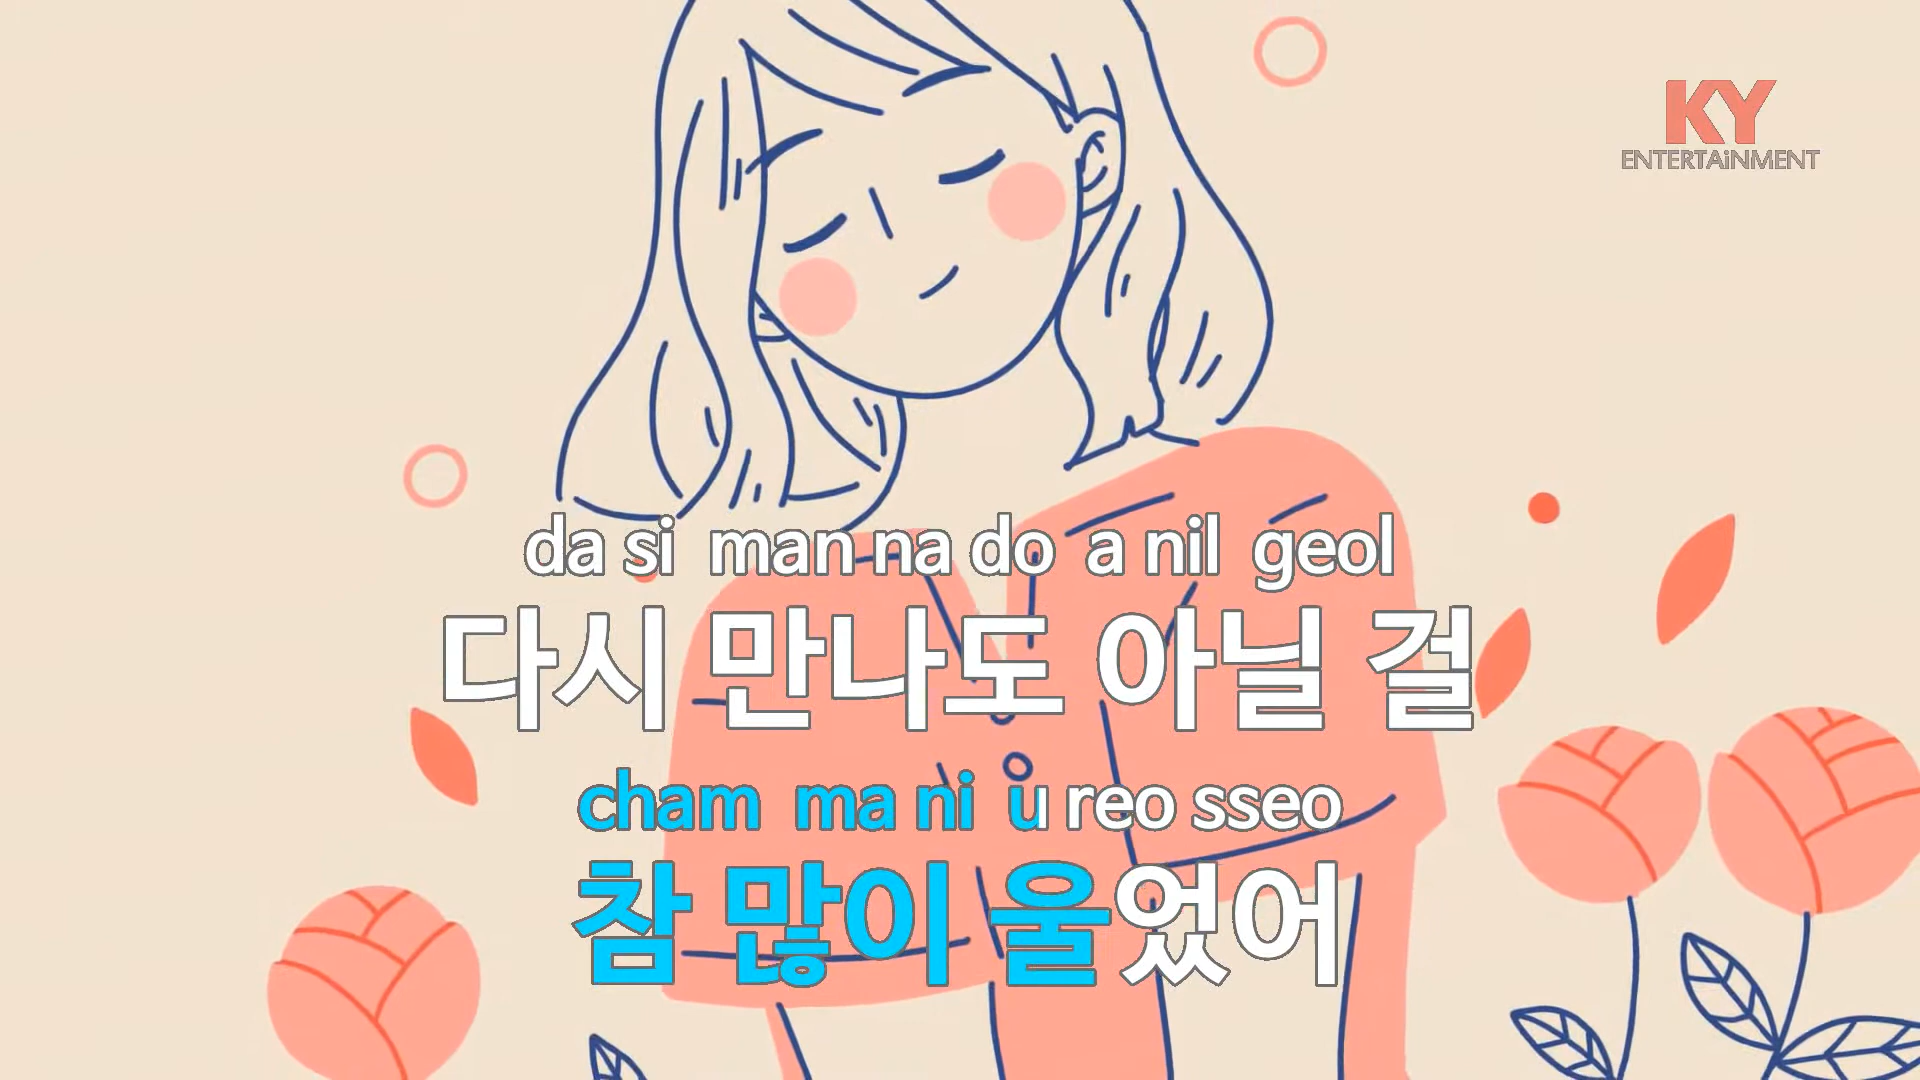 KY
ENTERTAiNMENT
da si man na do a nil geol
다시 만나도 아닐 걸
cham ma ni u reo sseo
참 많이 울었어